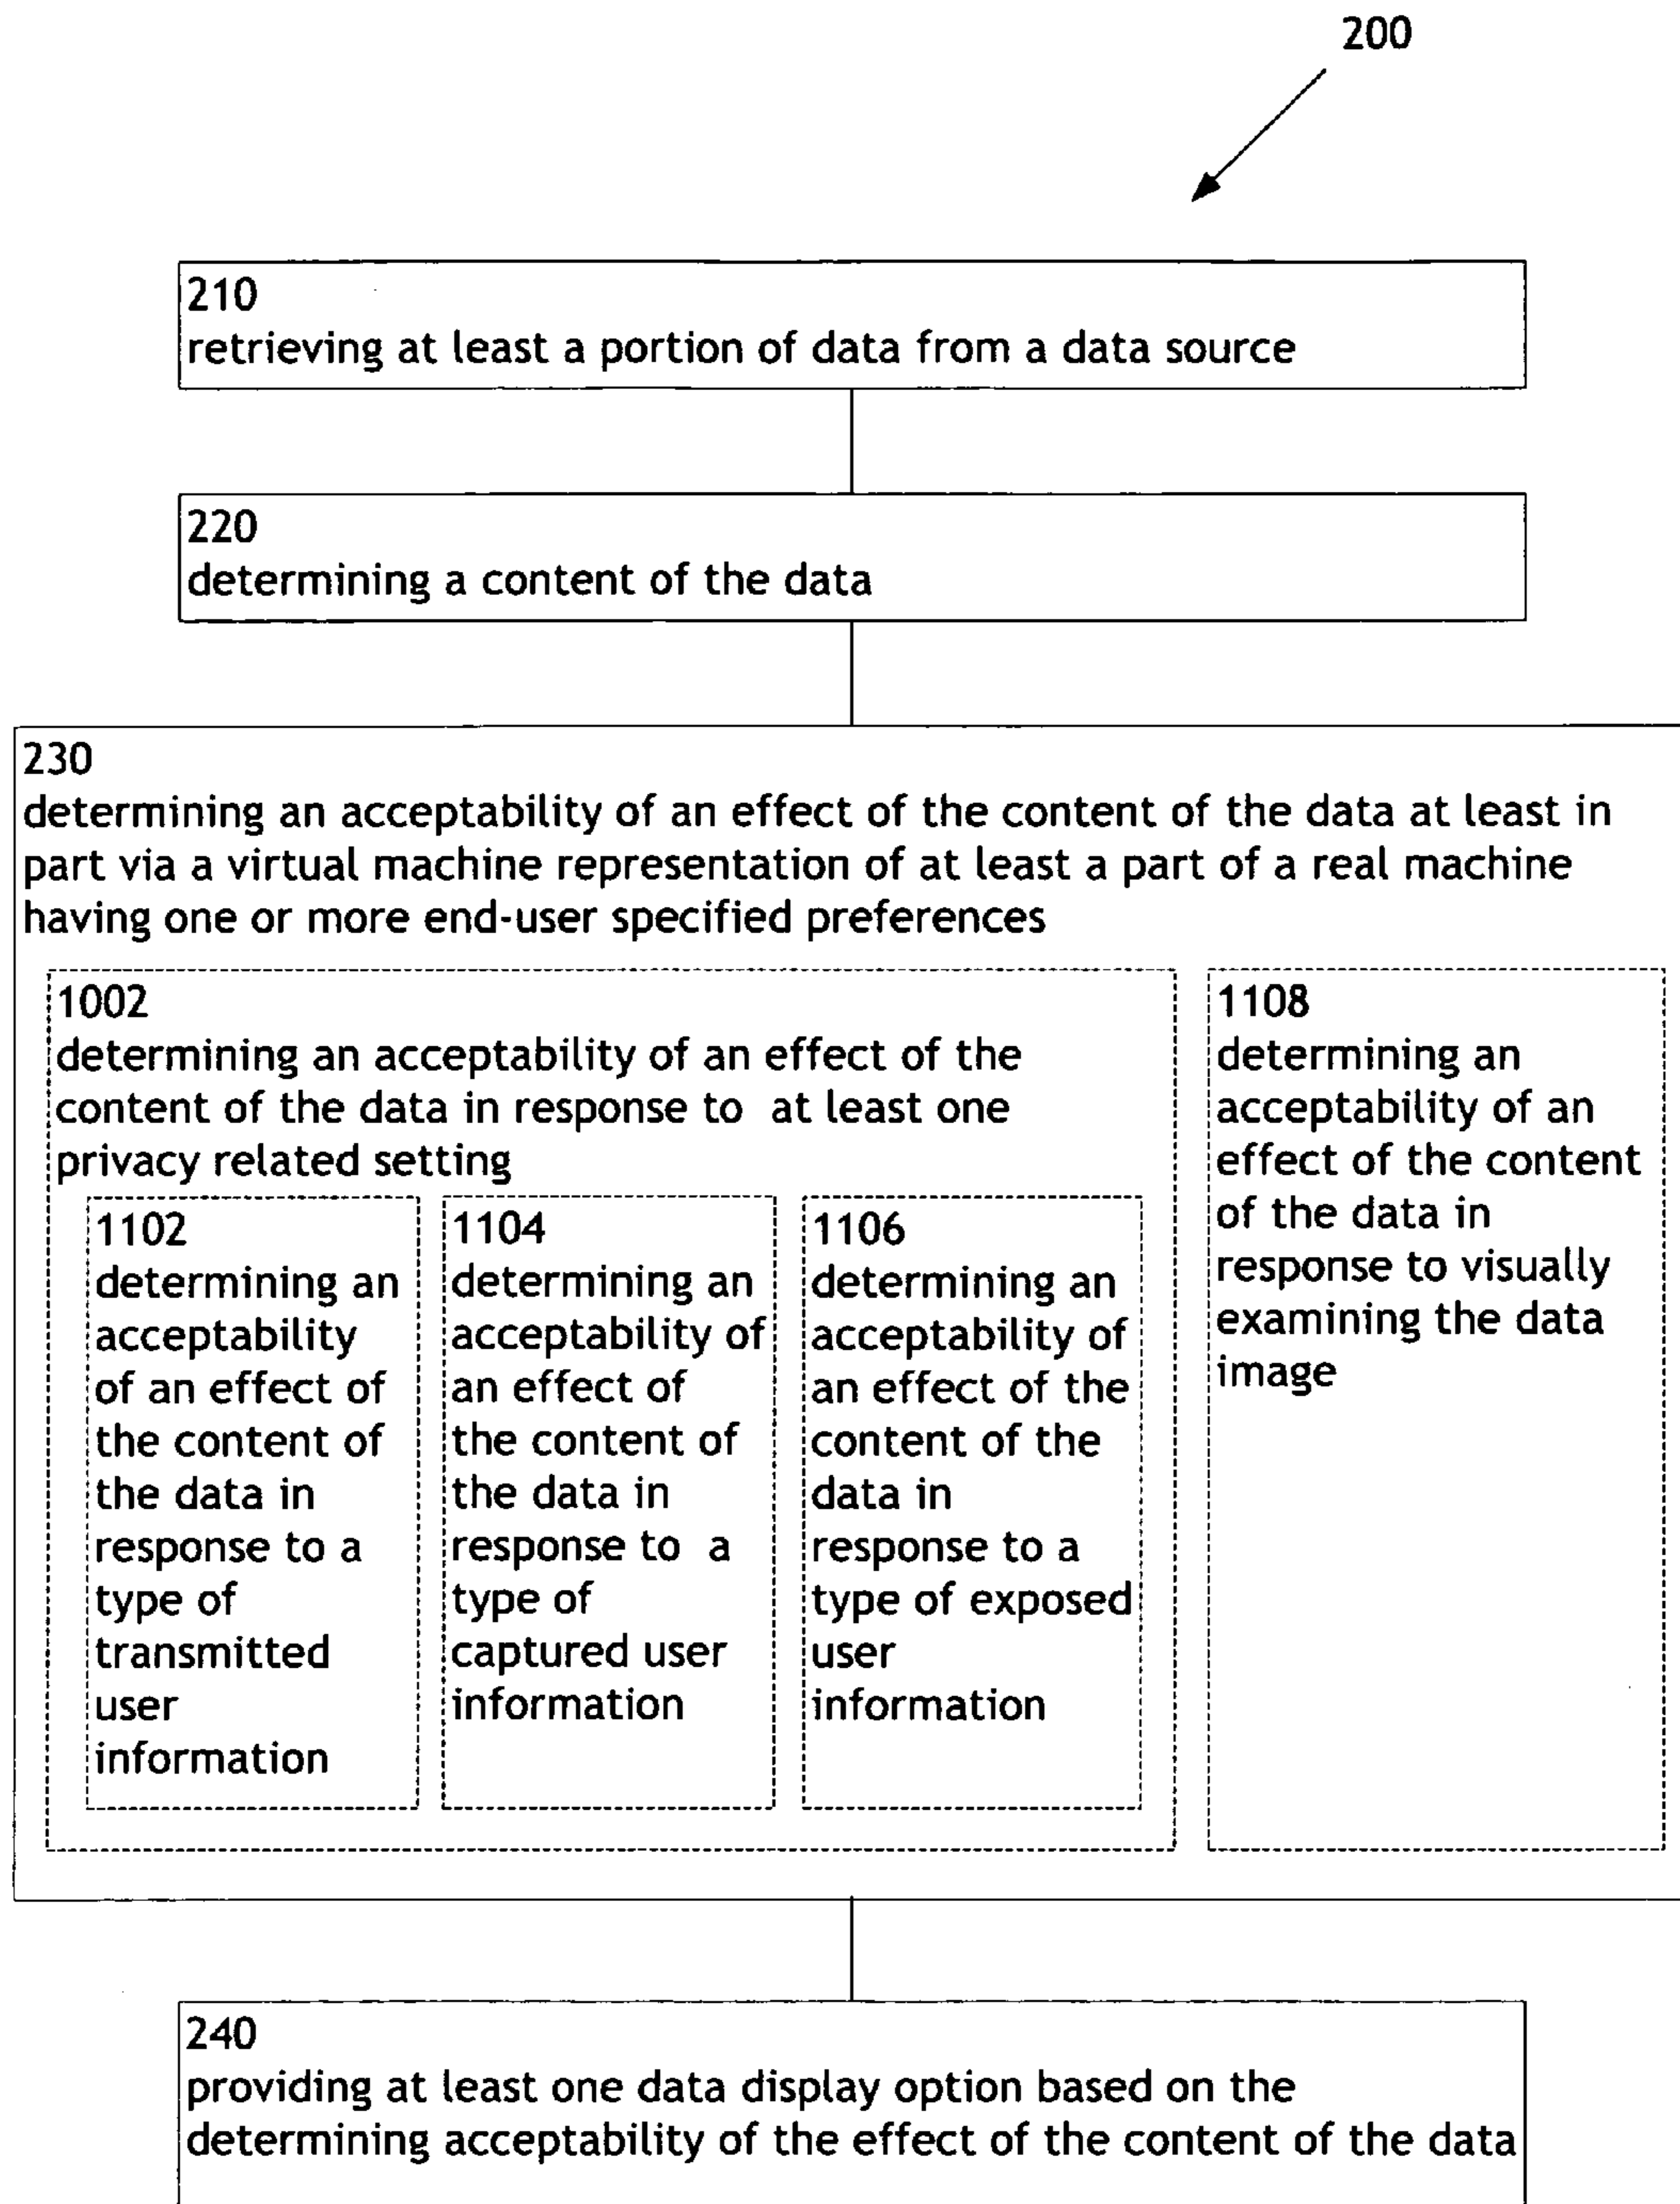 200
210
retrieving at least a portion of data from a data source
220
determining a content of the data
230
determining an acceptability of an effect of the content of the data at least in
part via a virtual machine representation of at least a part of a real machine
having one or more end-user specified preferences
1002
determining an acceptability of an effect of the
content of the data in response to at least one
privacy related setting
1102
determining an
acceptability
of an effect of
the content of
the data in
response to a
type of
transmitted
user
information
1104
determining an
acceptability of
an effect of
the content of
the data in
response to a
type of
captured user
information
1106
determining an
acceptability of
an effect of the
content of the
data in
response to a
type of exposed
user
information
1108
determining an
acceptability of an
effect of the content
of the data in
response to visually
examining the data
image
240
providing at least one data display option based on the
determining acceptability of the effect of the content of the data